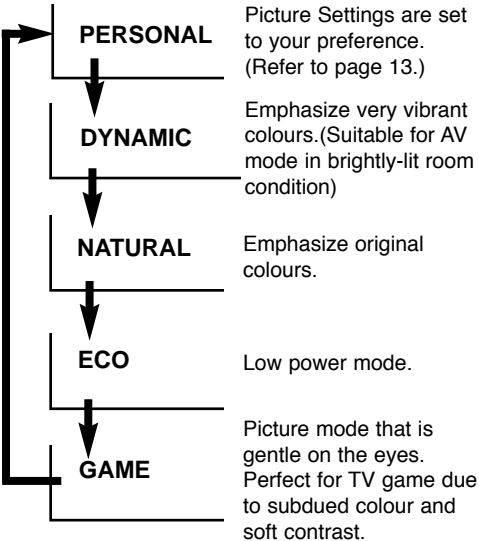 PERSONAL
Picture Settings are set
to your preference.
(Refer to page 13.)
DYNAMIC
Emphasize very vibrant
colours.(Suitable for AV
mode in brightly-lit room
condition)
NATURAL
Emphasize original
colours.
ECO
Low power mode.
GAME
Picture mode that is
gentle on the eyes.
Perfect for TV game due
to subdued colour and
soft contrast.